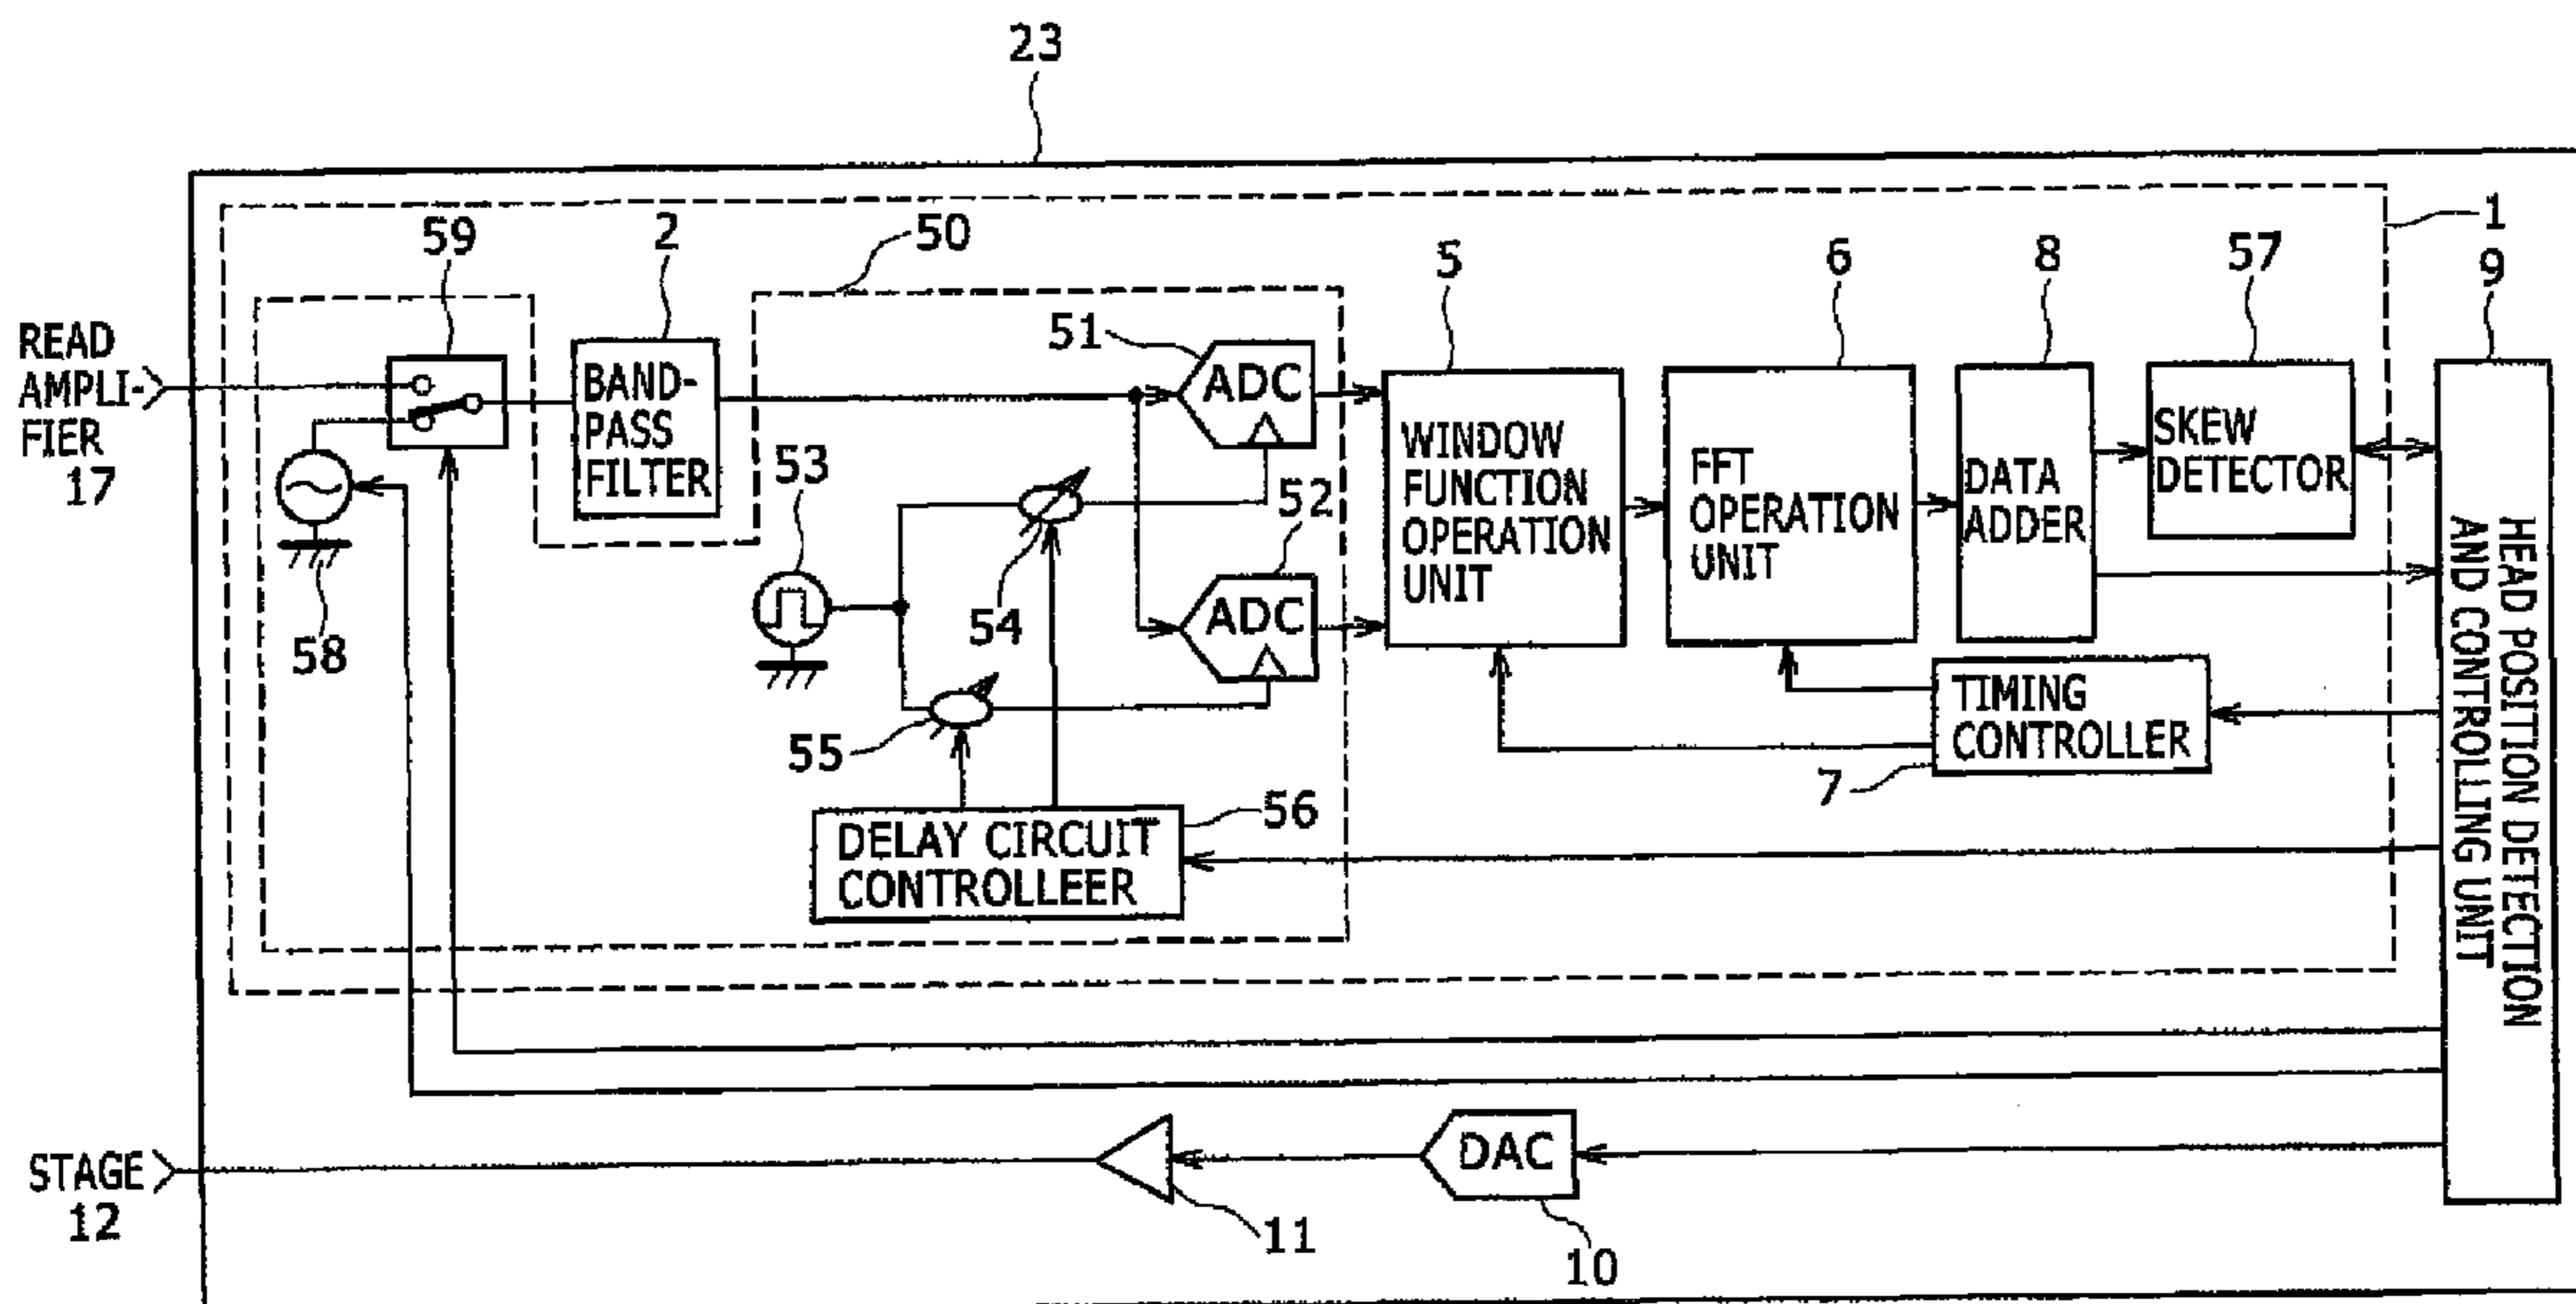 23
1
59
2
50
5
6
8
57
9
READ
AMPLI-
FIER
17
51
ADC
BAND-
PASS
FILTER
53
52
ADC
54
55
58
WINDOW
FUNCTION
OPERATION
UNIT
FFT
OPERATION
UNIT
DATA
ADDER
SKEW
DETECTOR
TIMING
CONTROLLER
7
HEAD POSITION DETECTION
AND CONTROLLING UNIT
DELAY CIRCUIT
CONTROLLEER
56
STAGE
12
11
DAC
10